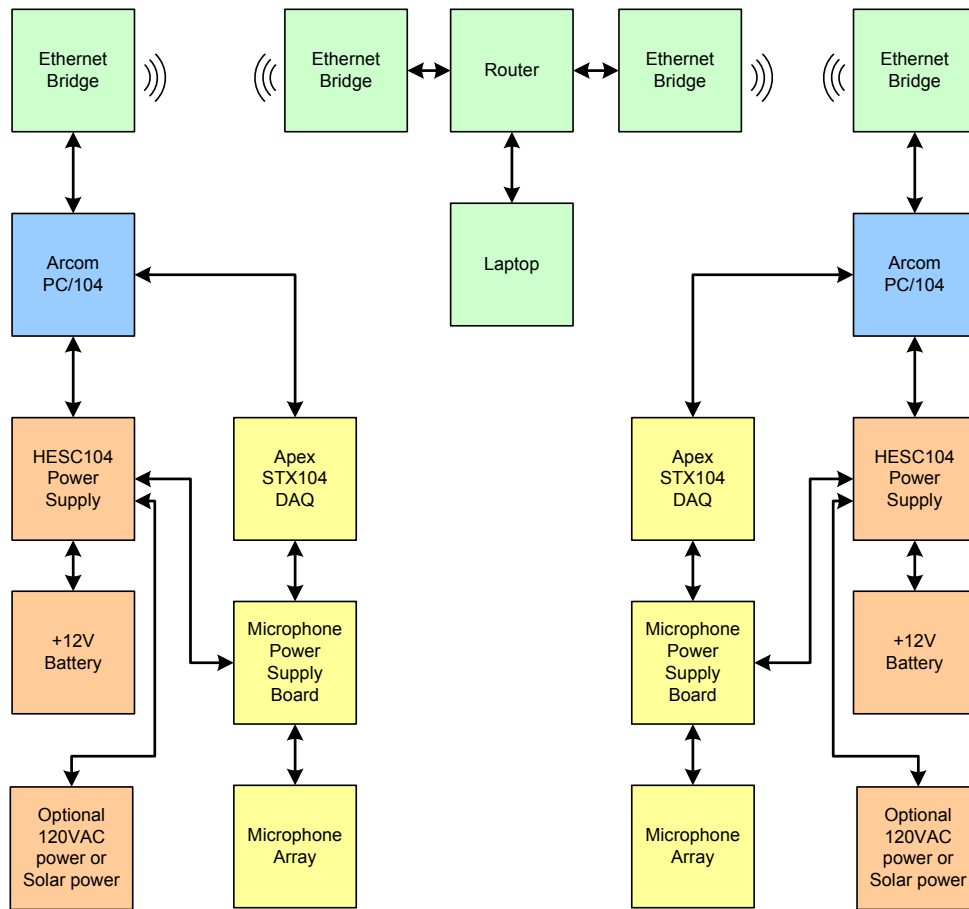 Ethernet
Bridge
Ethernet
Bridge
Router
Ethernet
Bridge
Ethernet
Bridge
Arcom
PC/104
Laptop
Arcom
PC/104
HESC104
Power
Supply
Apex
STX104
DAQ
Apex
STX104
DAQ
HESC104
Power
Supply
+12V
Battery
Microphone
Power
Supply
Board
Microphone
Power
Supply
Board
+12V
Battery
Optional
120VAC
power or
Solar power
Microphone
Array
Microphone
Array
Optional
120VAC
power or
Solar power